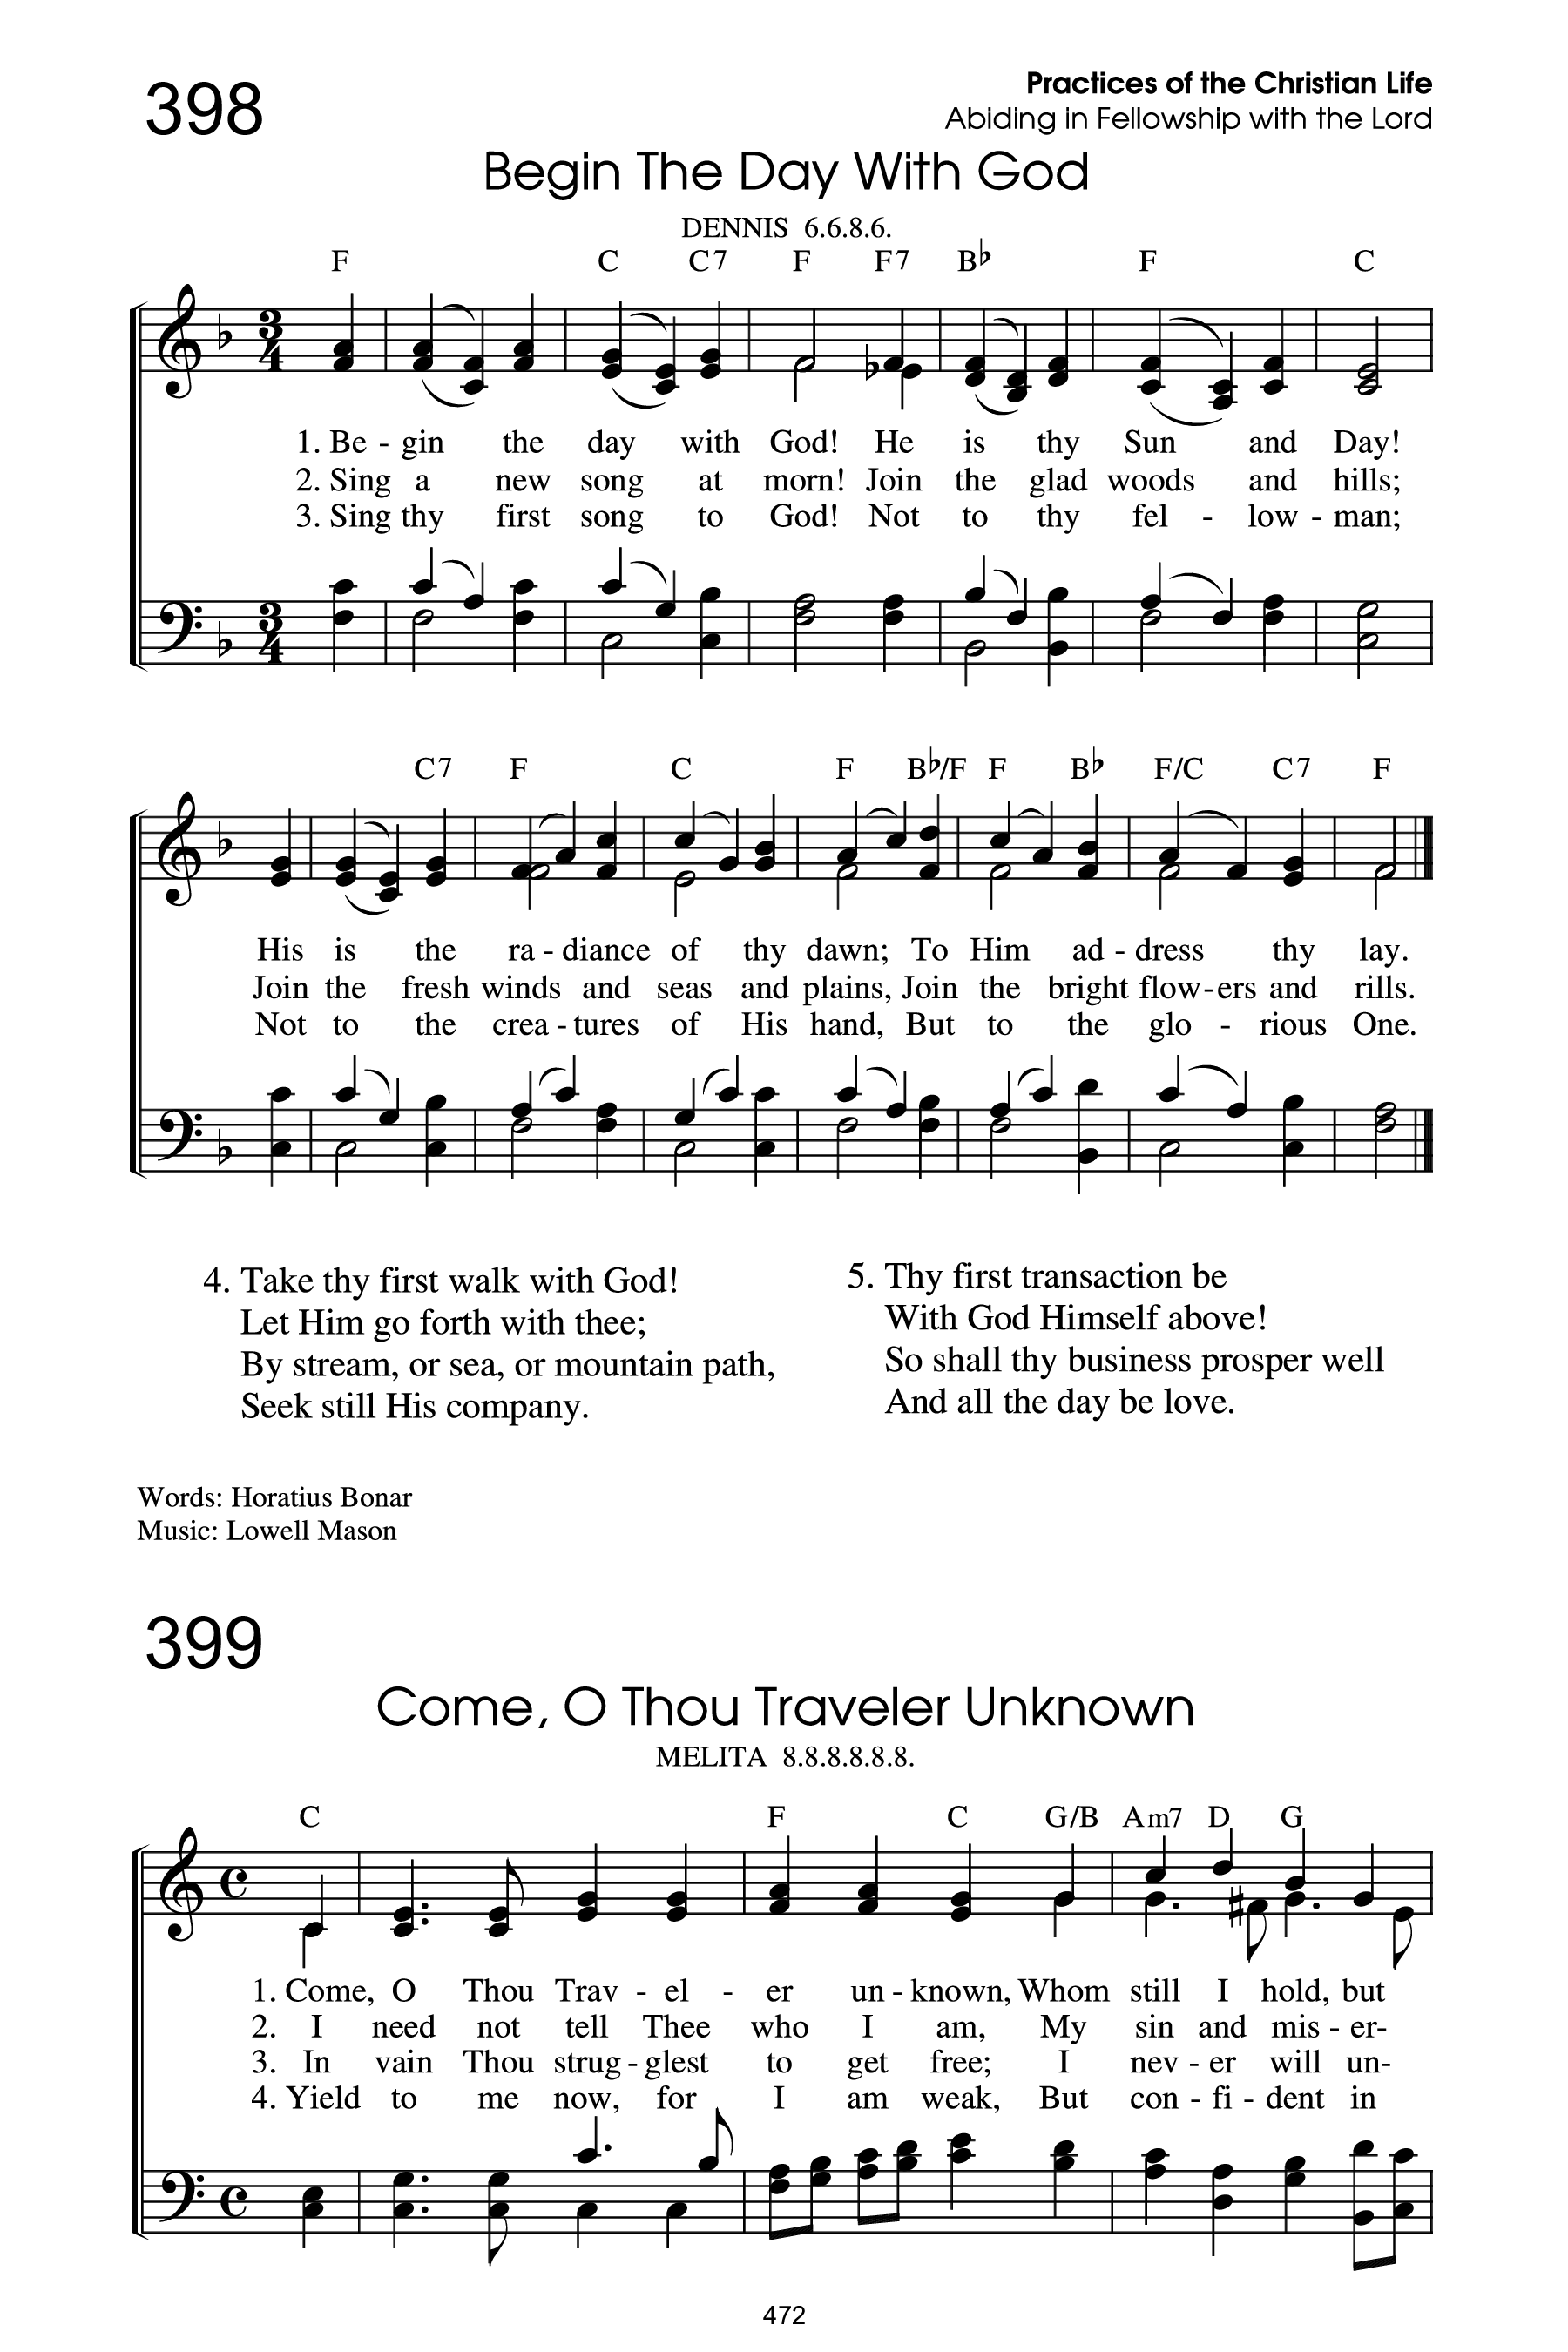 398
Practices of the Christian Life
Abiding in Fellowship with the Lord
Begin The Day With God
DENNIS 6.6.8.6.
F C C7 F F7 B♭ F C
1. Be - gin the day with God! He is thy Sun and Day!
2. Sing a new song at morn! Join the glad woods and hills;
3. Sing thy first song to God! Not to thy fel - low - man;
C7 F C F B♭/F F B♭ F/C C7 F
His is the ra - diance of thy dawn; To Him ad - dress thy lay.
Join the fresh winds and seas and plains, Join the bright flow - ers and rills.
Not to the crea - tures of His hand, But to the glo - rious One.
4. Take thy first walk with God!
Let Him go forth with thee;
By stream, or sea, or mountain path,
Seek still His company.
5. Thy first transaction be
With God Himself above!
So shall thy business prosper well
And all the day be love.
Words: Horatius Bonar
Music: Lowell Mason
399
Come, O Thou Traveler Unknown
MELITA 8.8.8.8.8.8.
C F C G/B Am7 D G
1. Come, O Thou Trav - el - er un - known, Whom still I hold, but
2. I need not tell Thee who I am, My sin and mis - er-
3. In vain Thou strug - glest to get free; I nev - er will un-
4. Yield to me now, for I am weak, But con - fi - dent in
472